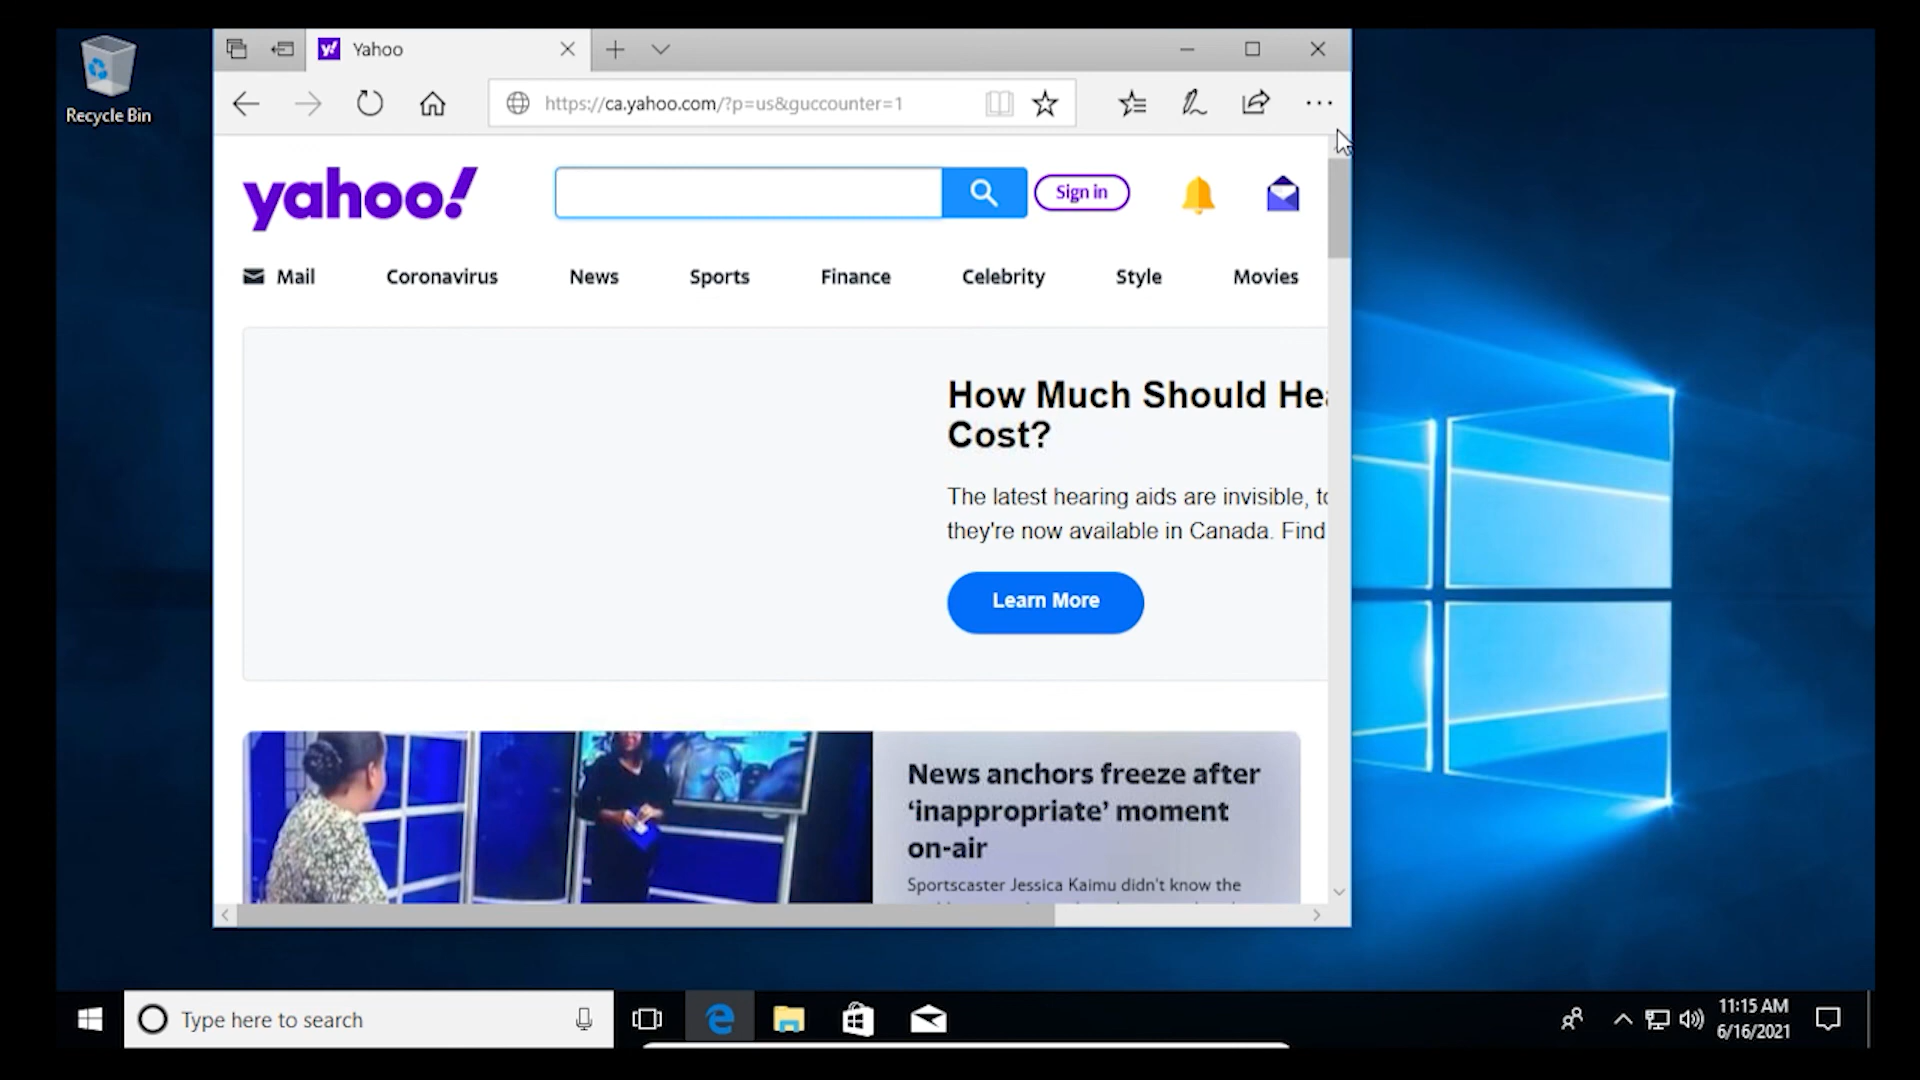 Recycle Bin
Yahoo
https://ca.yahoo.com/?p=us&guccounter=1
yahoo!
Sign in
Mail Coronavirus News Sports Finance Celebrity Style Movies
How Much Should
Cost?
The latest hearing aids are invisible,
they're now available in Canada. Find
Learn More
News anchors freeze after
‘inappropriate’ moment
on-air
Sportscaster Jessica Kaimu didn't know the
Type here to search
11:15 AM
6/16/2021